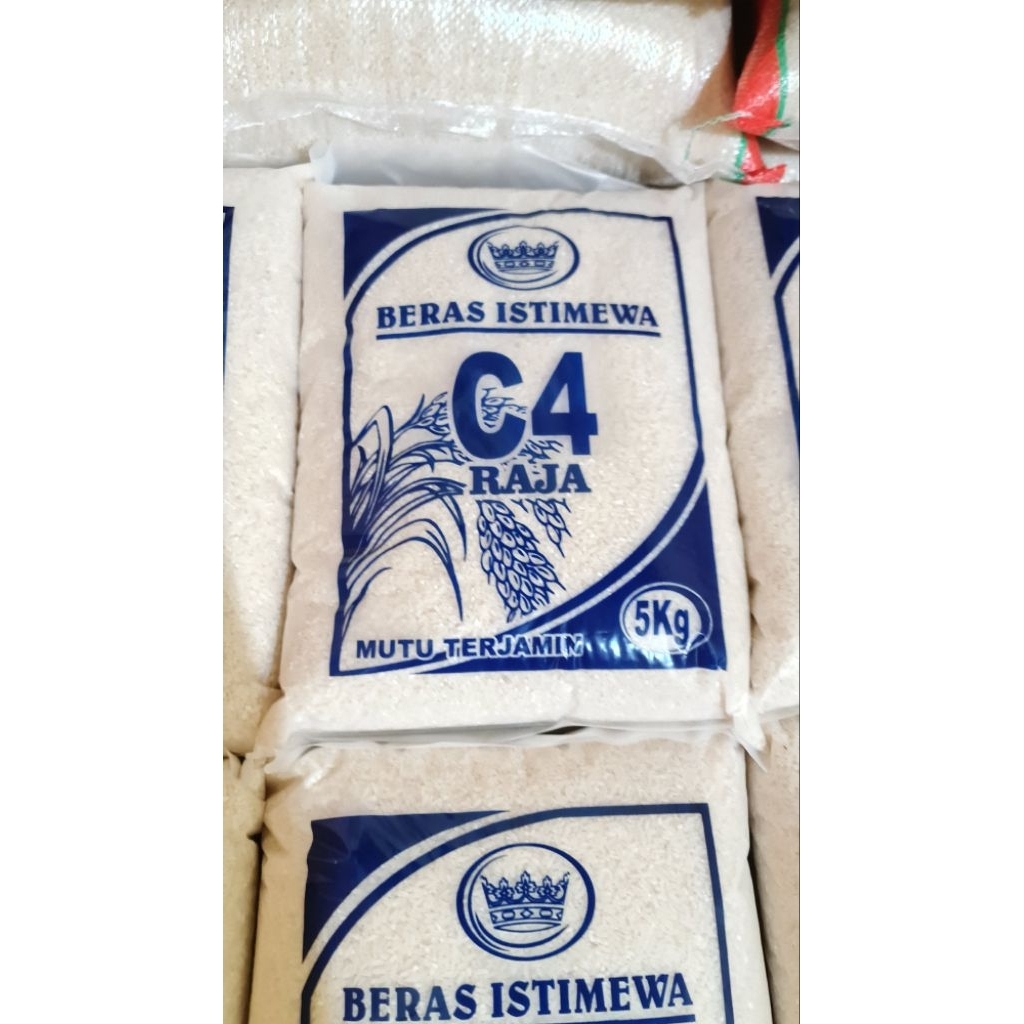 BERAS ISTIMEWA
C4
RAJA
MUTU TERJAMIN
5Kg
BERAS ISTIMEWA